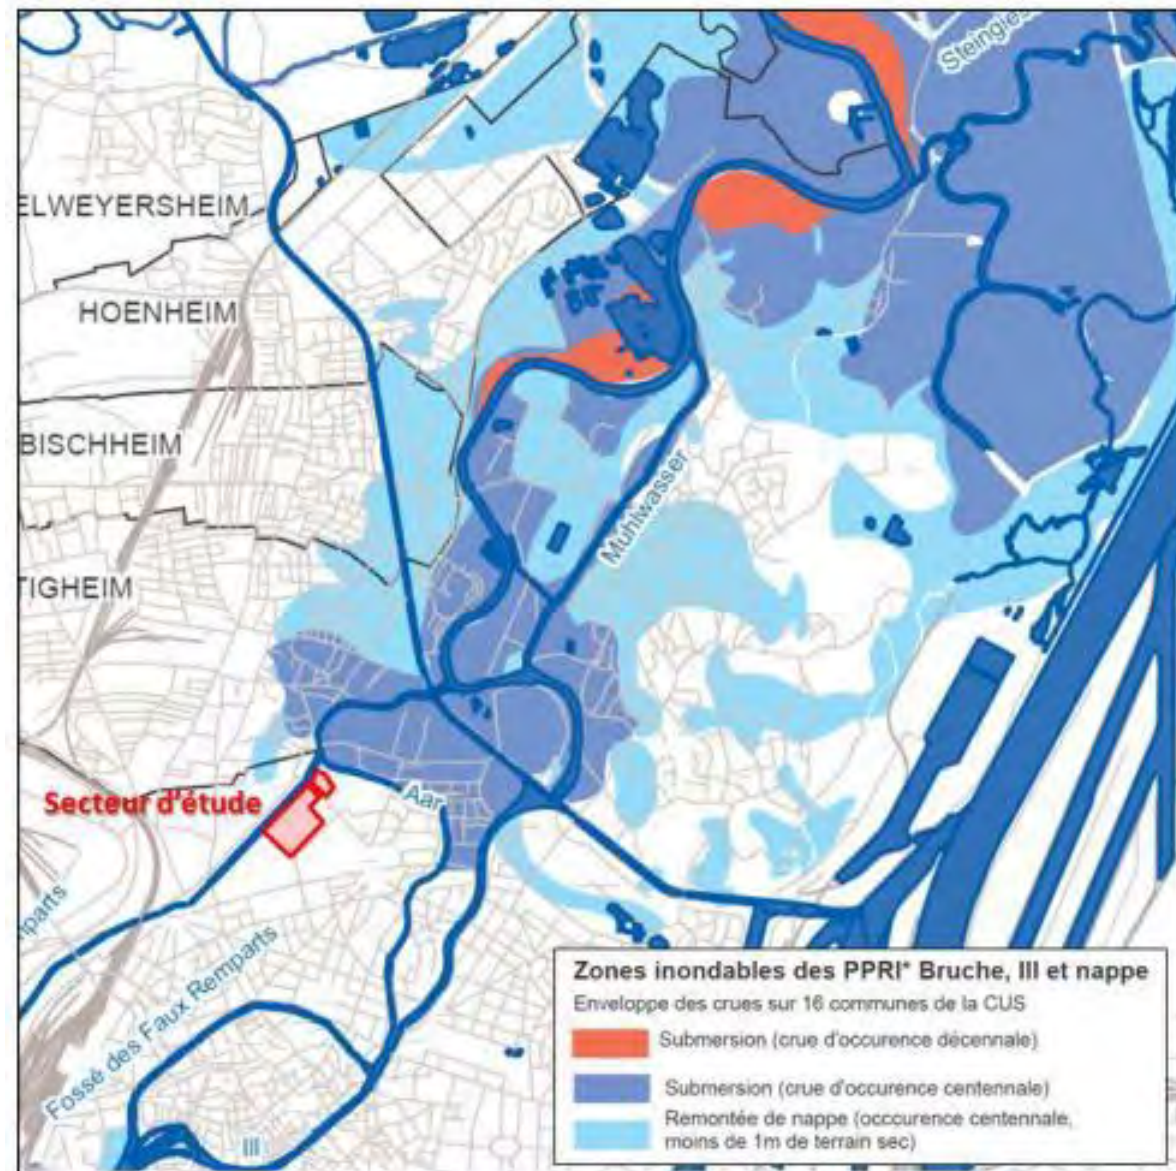 Steingies
ELWEYERSHEIM
HOENHEIM
BISCHHEIM
TIGHEIM
Muhlwasser
Secteur d'étude
Aar
mparts
Fossé des Faux Remparts
Ill
Zones inondables des PPRI* Bruche, Ill et nappe
Enveloppe des crues sur 16 communes de la CUS
Submersion (crue d'occurence décennale)
Submersion (crue d'occurence centennale)
Remontée de nappe (occcurence centennale,
moins de 1m de terrain sec)